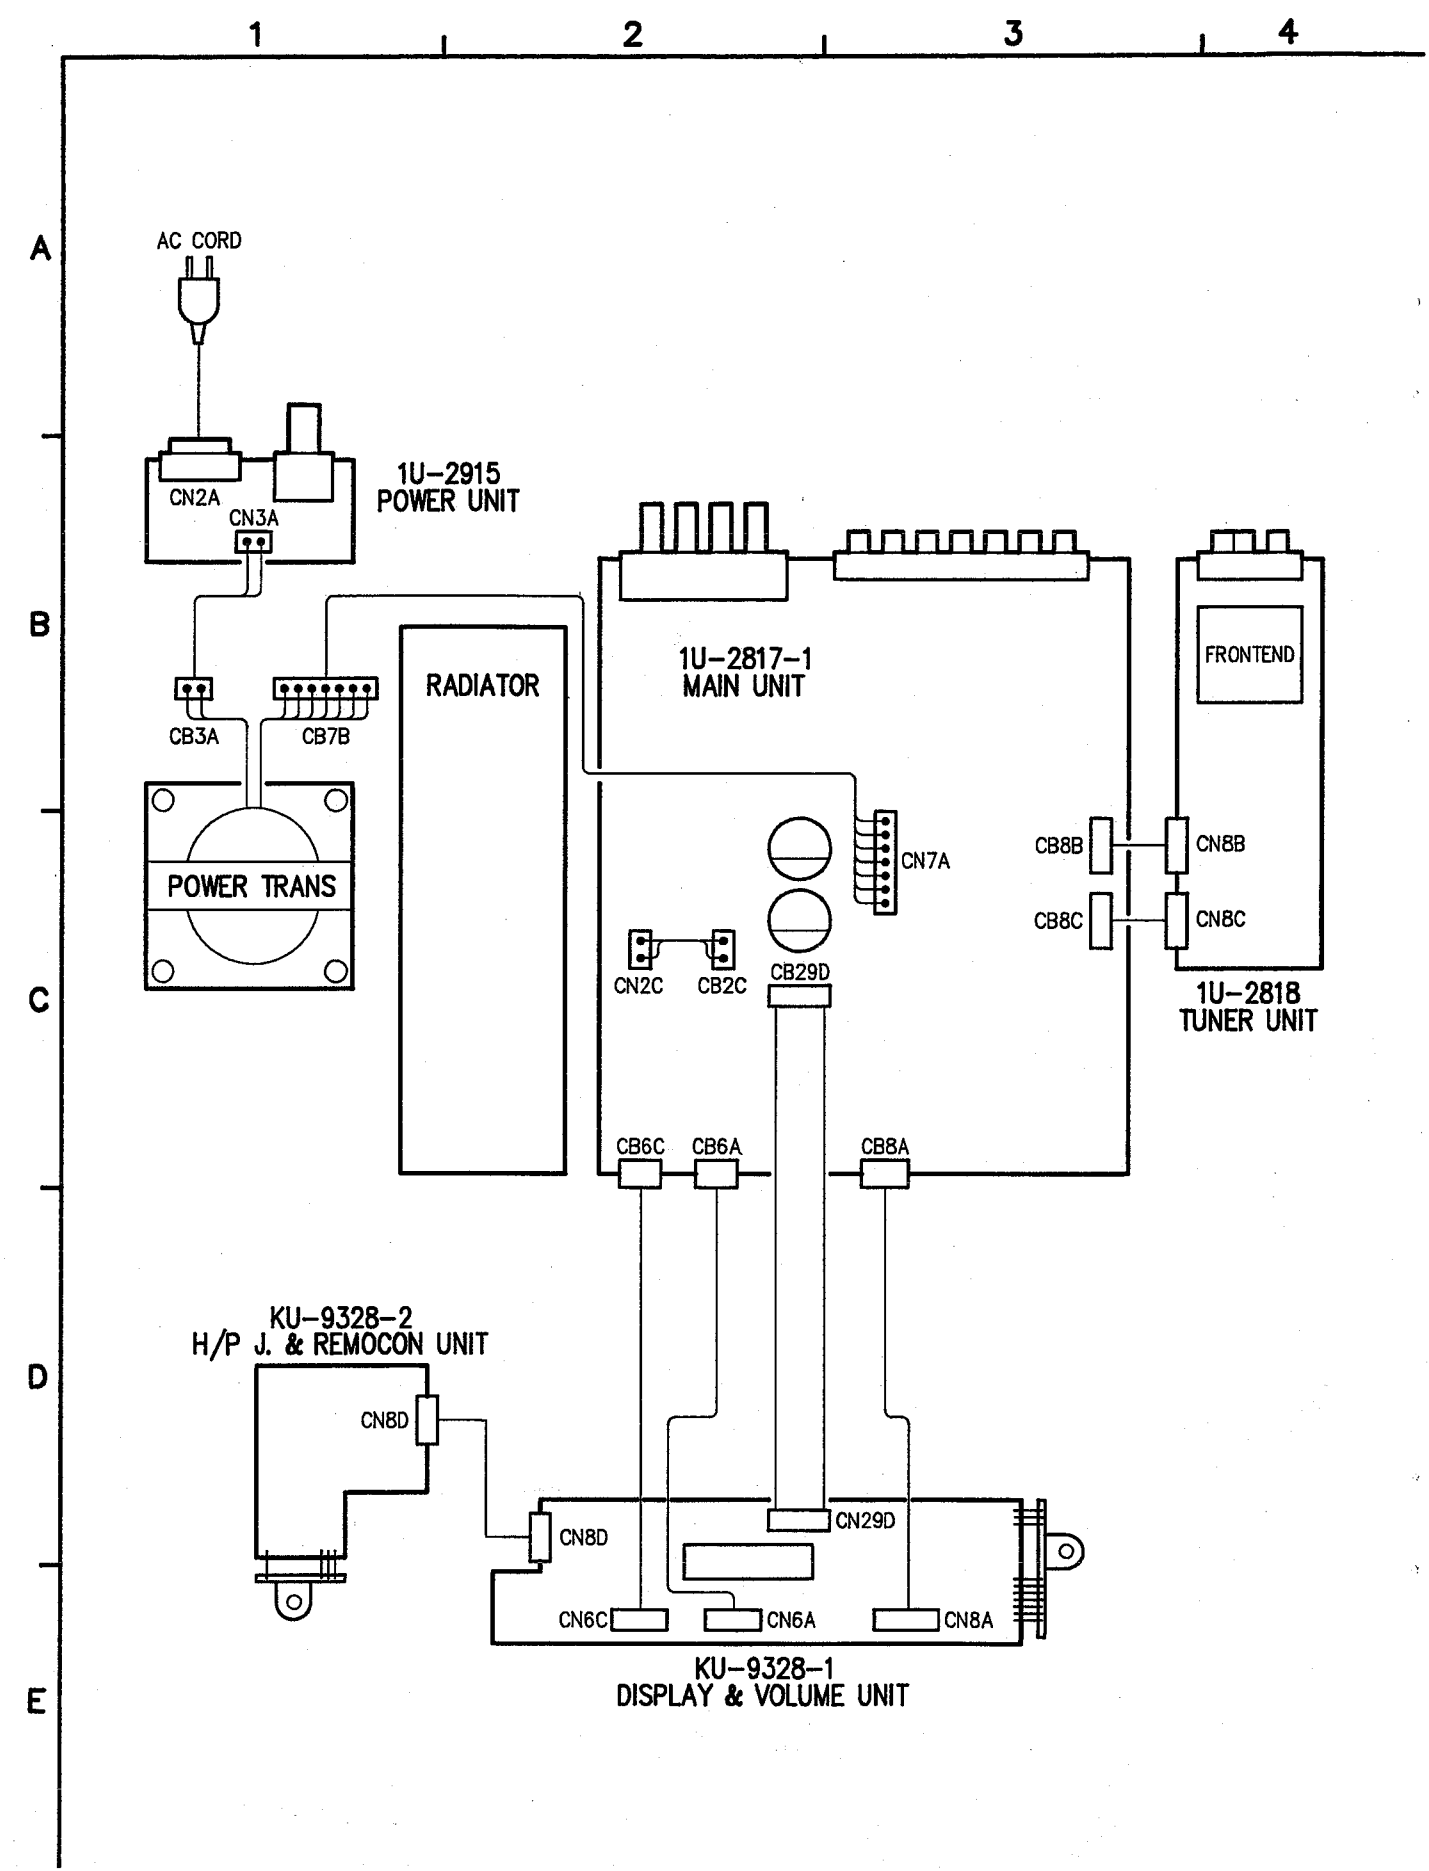 1 2 3 4
A
AC CORD
1U-2915
POWER UNIT
CN2A
CN3A
B
1U-2817-1
MAIN UNIT
FRONTEND
RADIATOR
CB3A CB7B
POWER TRANS
CN7A
CB8B CN8B
CB8C CN8C
CN2C CB2C CB29D
C
1U-2818
TUNER UNIT
CB6C CB6A CB8A
KU-9328-2
H/P J. & REMOCON UNIT
D
CN8D
CN29D
CN8D
CN6C CN6A CN8A
KU-9328-1
DISPLAY & VOLUME UNIT
E